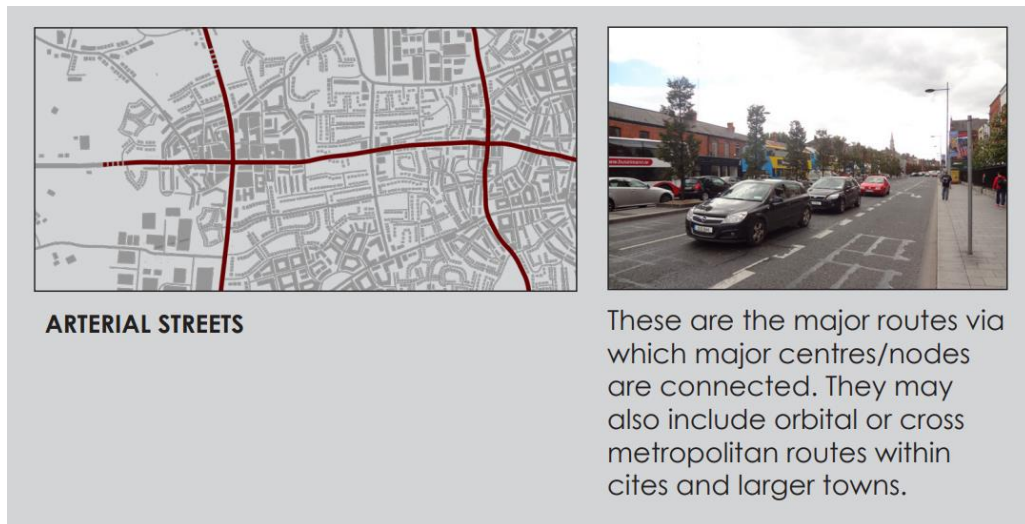 ARTERIAL STREETS
These are the major routes via
which major centres/nodes
are connected. They may
also include orbital or cross
metropolitan routes within
cites and larger towns.